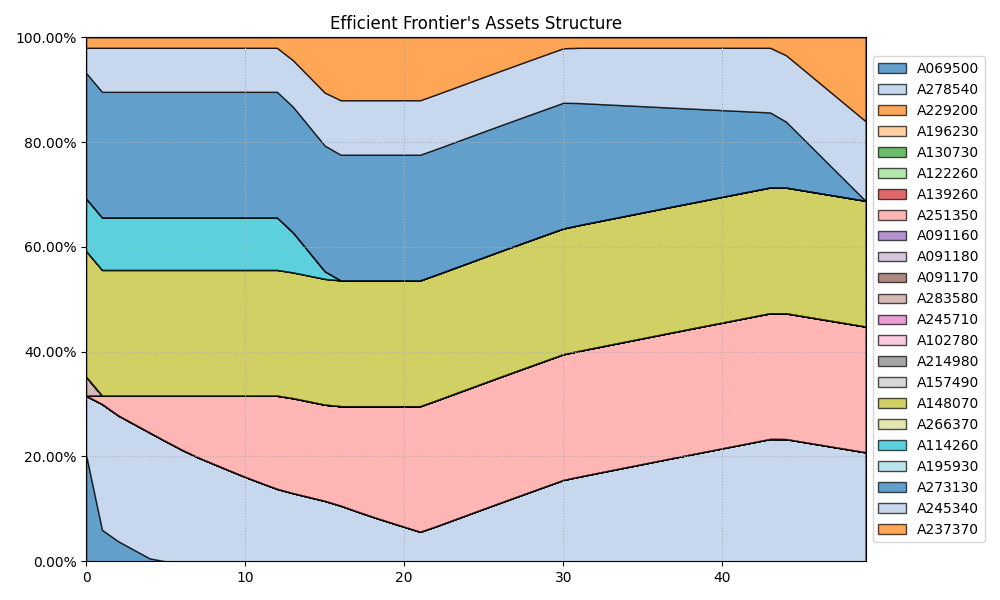 Efficient Frontier's Assets Structure
100.00%
80.00%
60.00%
40.00%
20.00%
0.00%
0
10
20
30
40
A069500
A278540
A229200
A196230
A130730
A122260
A139260
A251350
A091160
A091180
A091170
A283580
A245710
A102780
A214980
A157490
A148070
A266370
A114260
A195930
A273130
A245340
A237370